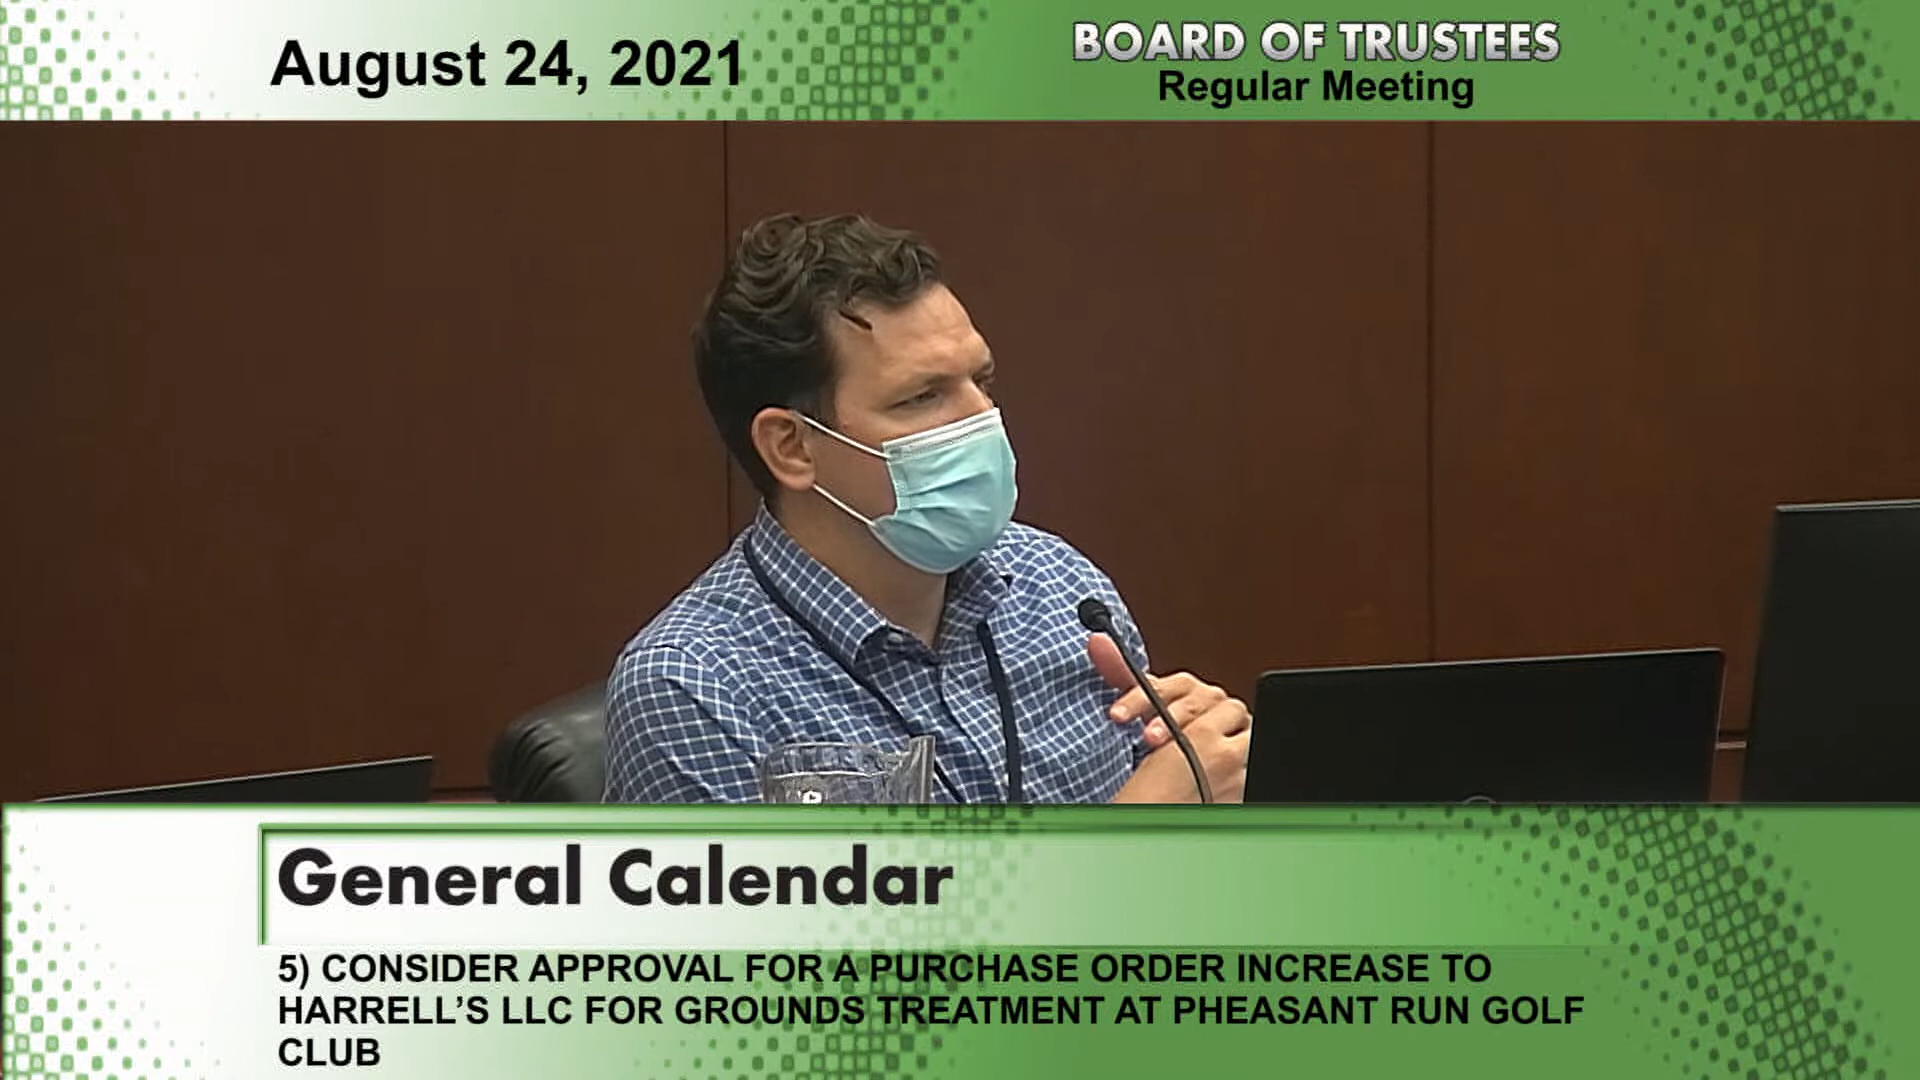 August 24, 2021
BOARD OF TRUSTEES
Regular Meeting
General Calendar
5) CONSIDER APPROVAL FOR A PURCHASE ORDER INCREASE TO
HARRELL’S LLC FOR GROUNDS TREATMENT AT PHEASANT RUN GOLF
CLUB